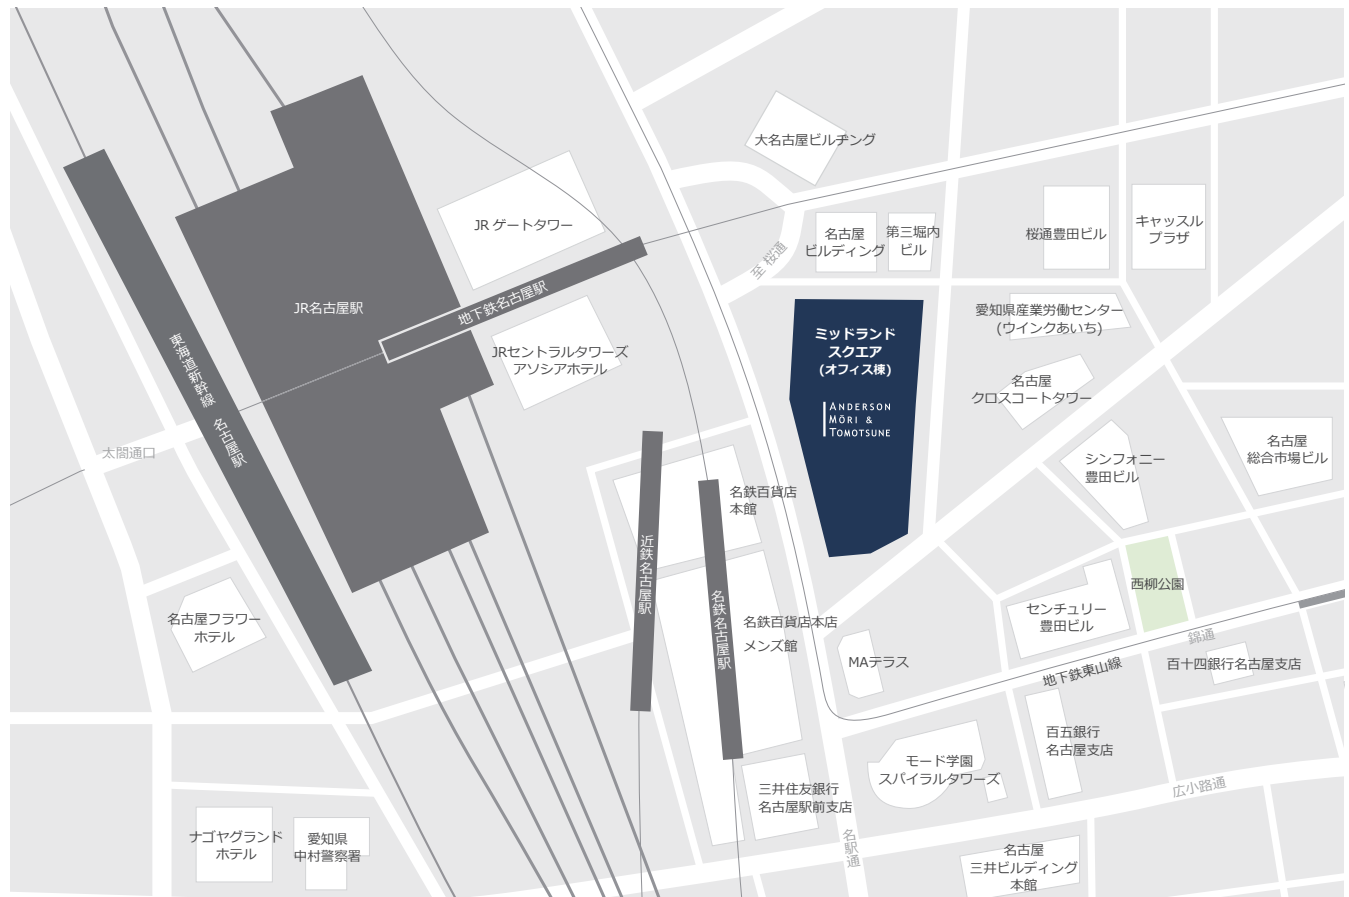 大名古屋ビルヂング
JR ゲートタワー
名古屋
ビルディング
第三堀内
ビル
桜通豊田ビル
キャッスル
プラザ
至 桜通
地下鉄名古屋駅
JR名古屋駅
愛知県産業労働センター
(ウインクあいち)
ミッドランド
スクエア
(オフィス棟)
ANDERSON
MŌRI &
TOMOTSUNE
JRセントラルタワーズ
アソシアホテル
東海道新幹線 名古屋駅
名古屋
クロスコートタワー
太閤通口
シンフォニー
豊田ビル
名古屋
総合市場ビル
名鉄百貨店
本館
近鉄名古屋駅
名鉄名古屋駅
西柳公園
センチュリー
豊田ビル
名古屋フラワー
ホテル
名鉄百貨店本店
メンズ館
錦通
MAテラス
地下鉄東山線
百十四銀行名古屋支店
百五銀行
名古屋支店
モード学園
スパイラルタワーズ
三井住友銀行
名古屋駅前支店
広小路通
ナゴヤグランド
ホテル
愛知県
中村警察署
名駅通
名古屋
三井ビルディング
本館